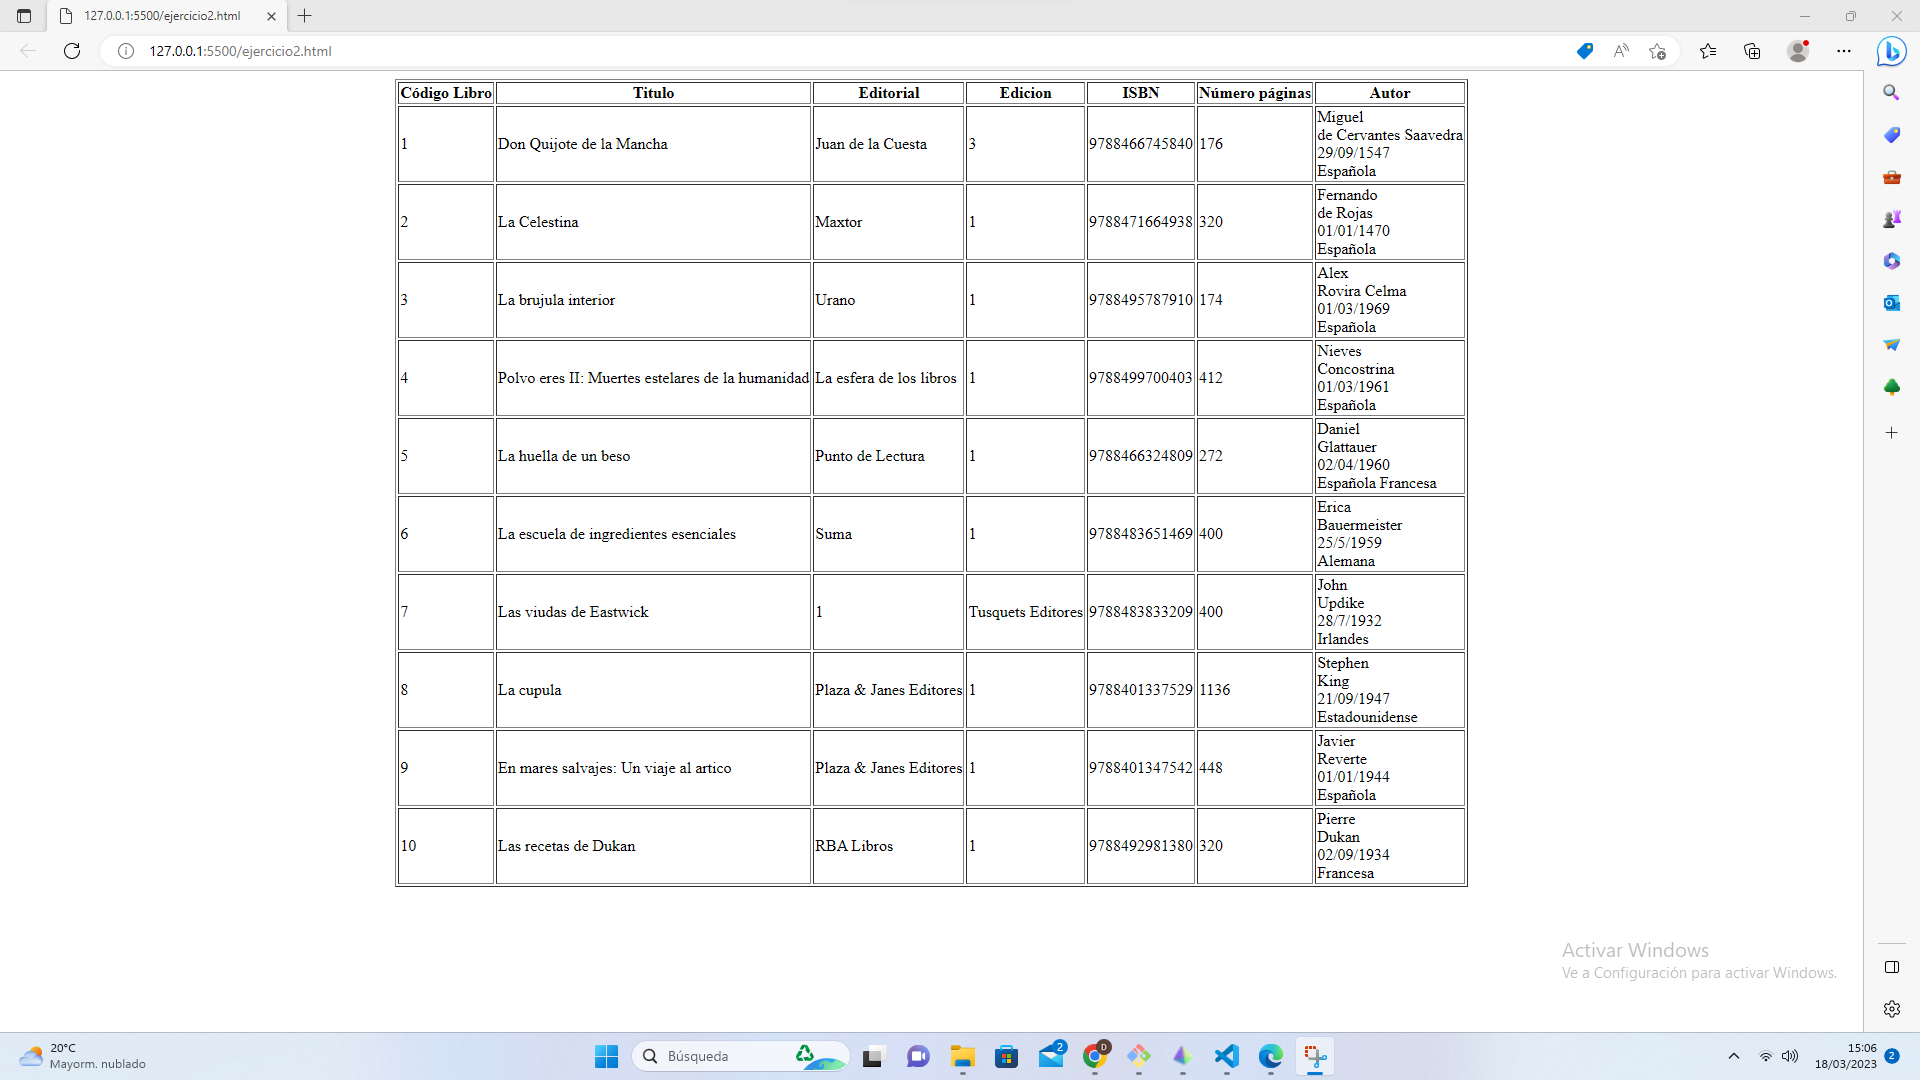 127.0.0.1:5500/ejercicio2.html
127.0.0.1:5500/ejercicio2.html
Código Libro Titulo Editorial Edicion ISBN Número páginas Autor
1 Don Quijote de la Mancha Juan de la Cuesta 3 9788466745840 176
Miguel
de Cervantes Saavedra
29/09/1547
Española
2 La Celestina Maxtor 1 9788471664938 320
Fernando
de Rojas
01/01/1470
Española
3 La brujula interior Urano 1 9788495787910 174
Alex
Rovira Celma
01/03/1969
Española
4 Polvo eres II: Muertes estelares de la humanidad La esfera de los libros 1 9788499700403 412
Nieves
Concostrina
01/03/1961
Española
5 La huella de un beso Punto de Lectura 1 9788466324809 272
Daniel
Glattauer
02/04/1960
Española Francesa
6 La escuela de ingredientes esenciales Suma 1 9788483651469 400
Erica
Bauermeister
25/5/1959
Alemana
7 Las viudas de Eastwick 1 Tusquets Editores 9788483833209 400
John
Updike
28/7/1932
Irlandes
8 La cupula Plaza & Janes Editores 1 9788401337529 1136
Stephen
King
21/09/1947
Estadounidense
9 En mares salvajes: Un viaje al artico Plaza & Janes Editores 1 9788401347542 448
Javier
Reverte
01/01/1944
Española
10 Las recetas de Dukan RBA Libros 1 9788492981380 320
Pierre
Dukan
02/09/1934
Francesa
Activar Windows
Ve a Configuración para activar Windows.
20°C
Mayorm. nublado
Búsqueda
2
D
15:06
18/03/2023
2